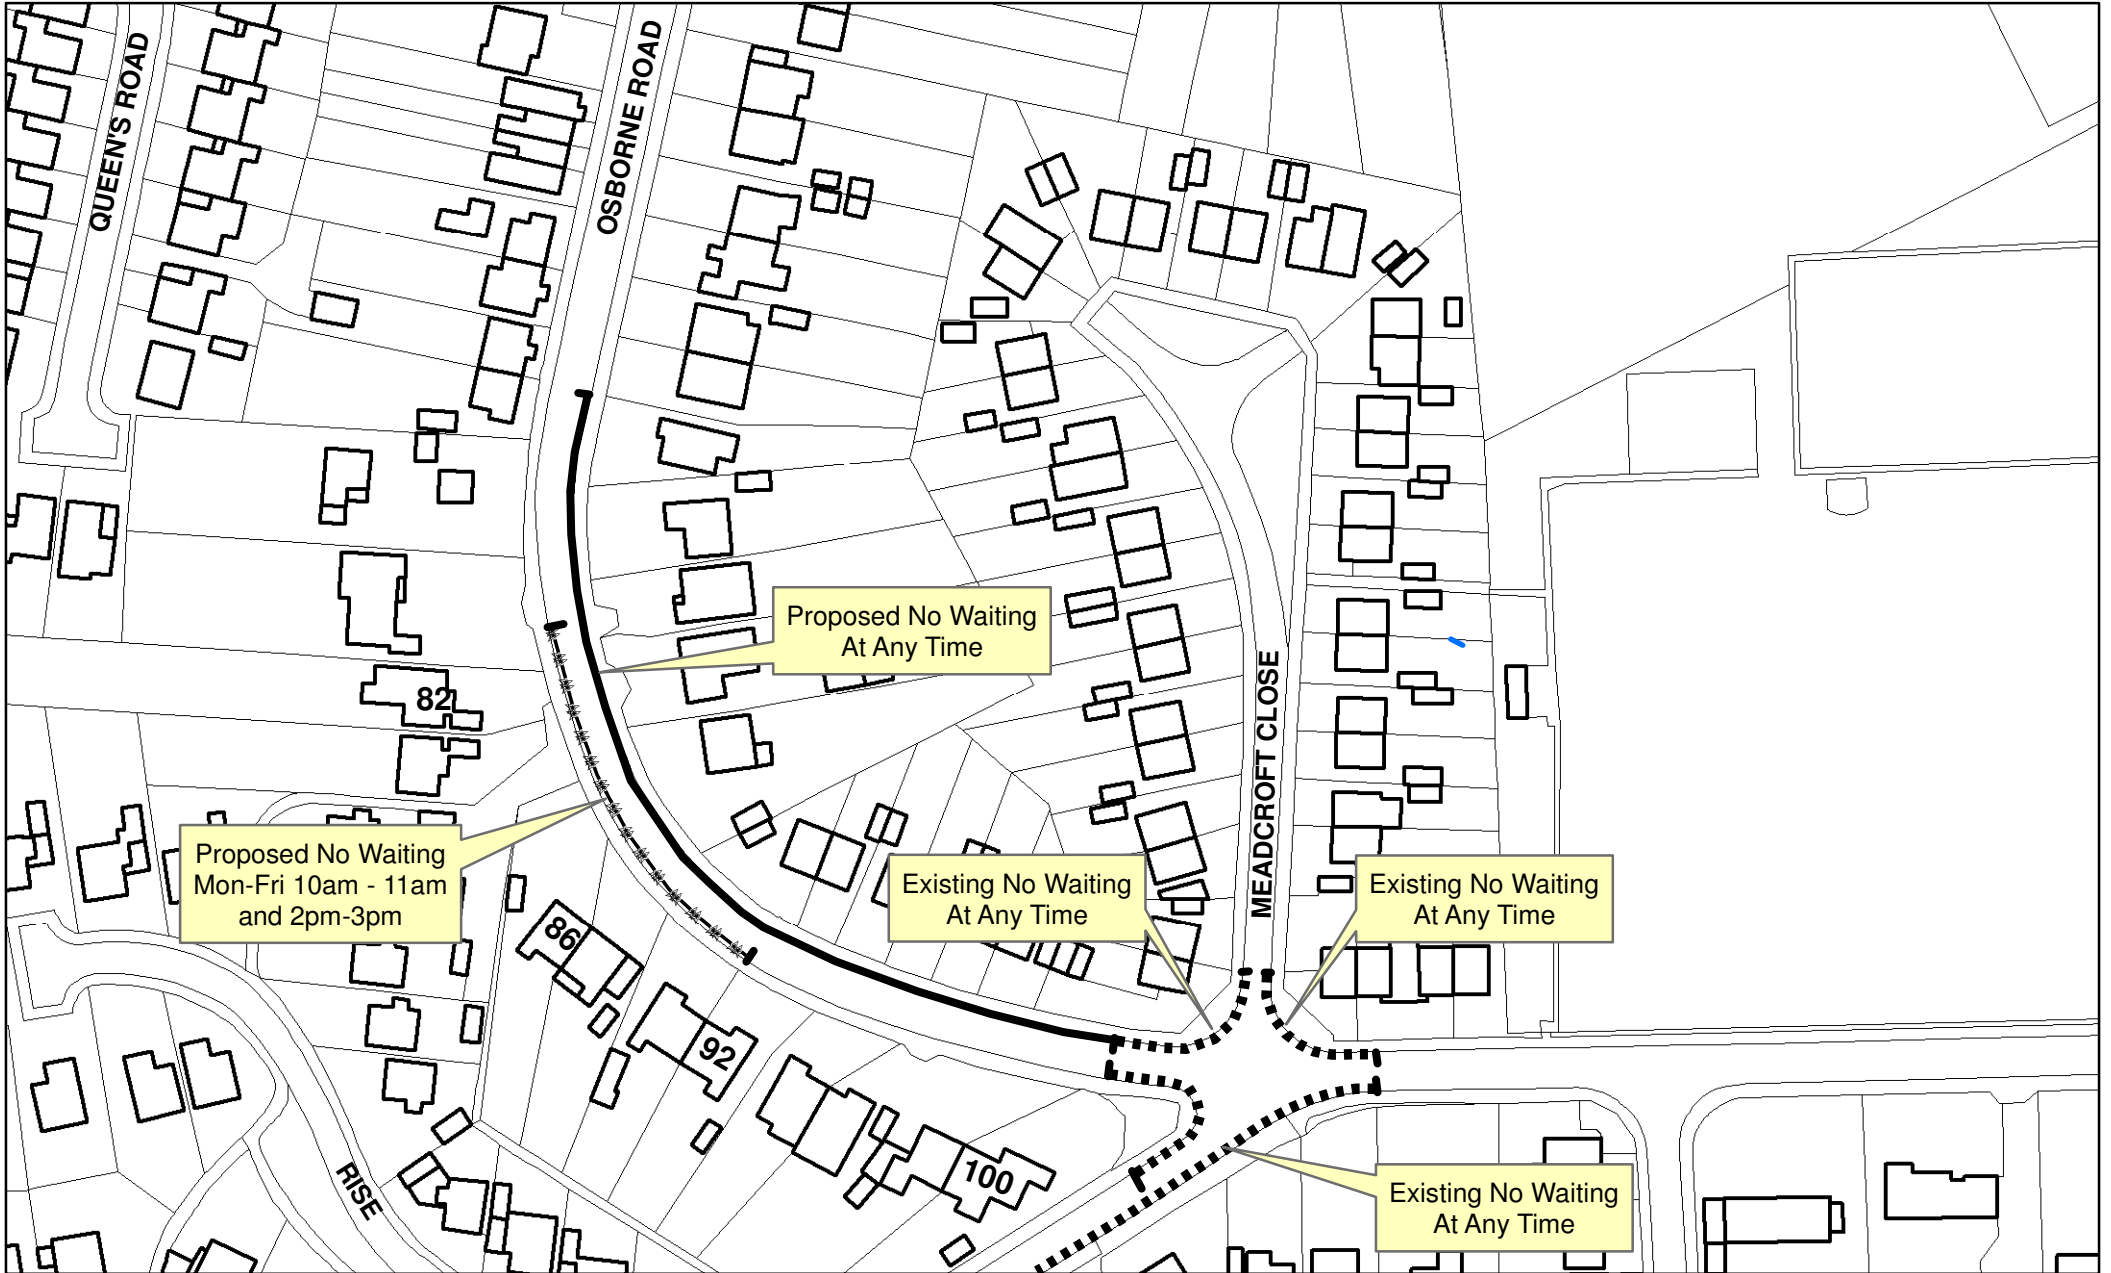 QUEEN'S ROAD
OSBORNE ROAD
Proposed No Waiting
At Any Time
82
MEADCROFT CLOSE
Proposed No Waiting
Mon-Fri 10am - 11am
and 2pm-3pm
Existing No Waiting
At Any Time
Existing No Waiting
At Any Time
86
92
100
RISE
Existing No Waiting
At Any Time